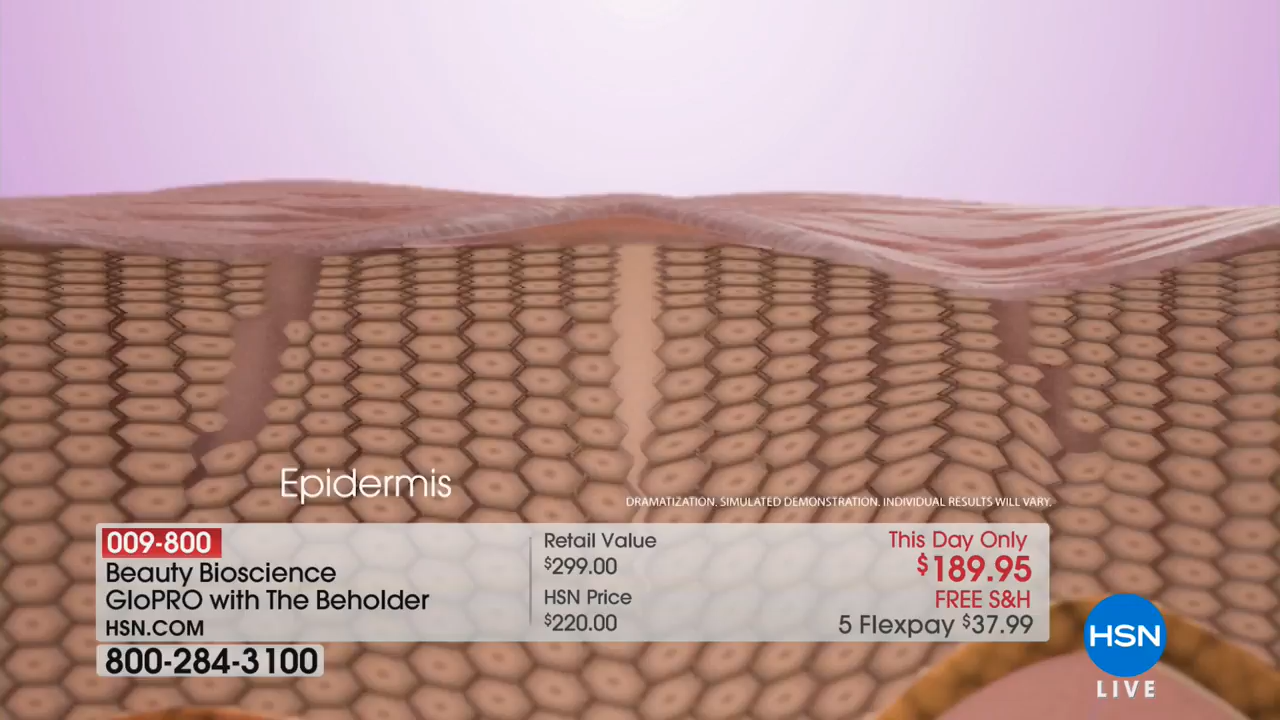 Epidermis
DRAMATIZATION. SIMULATED DEMONSTRATION. INDIVIDUAL RESULTS WILL VARY.
009-800
Beauty Bioscience
GloPRO with The Beholder
HSN.COM
800-284-3100
Retail Value
$299.00
HSN Price
$220.00
This Day Only
$189.95
FREE S&H
5 Flexpay $37.99
HSN
LIVE